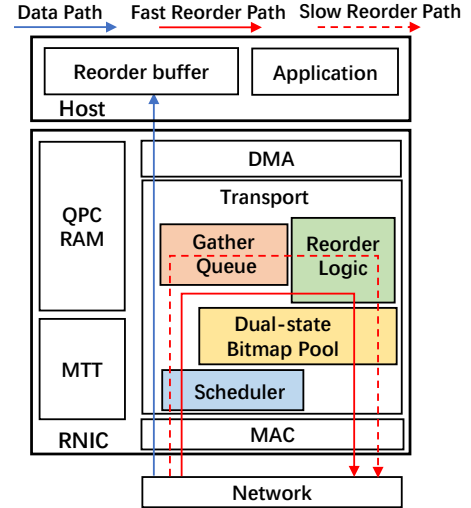 Data Path Fast Reorder Path Slow Reorder Path
Reorder buffer
Application
Host
DMA
QPC
RAM
Transport
Gather
Queue
Reorder
Logic
Dual-state
Bitmap Pool
MTT
Scheduler
RNIC
MAC
Network